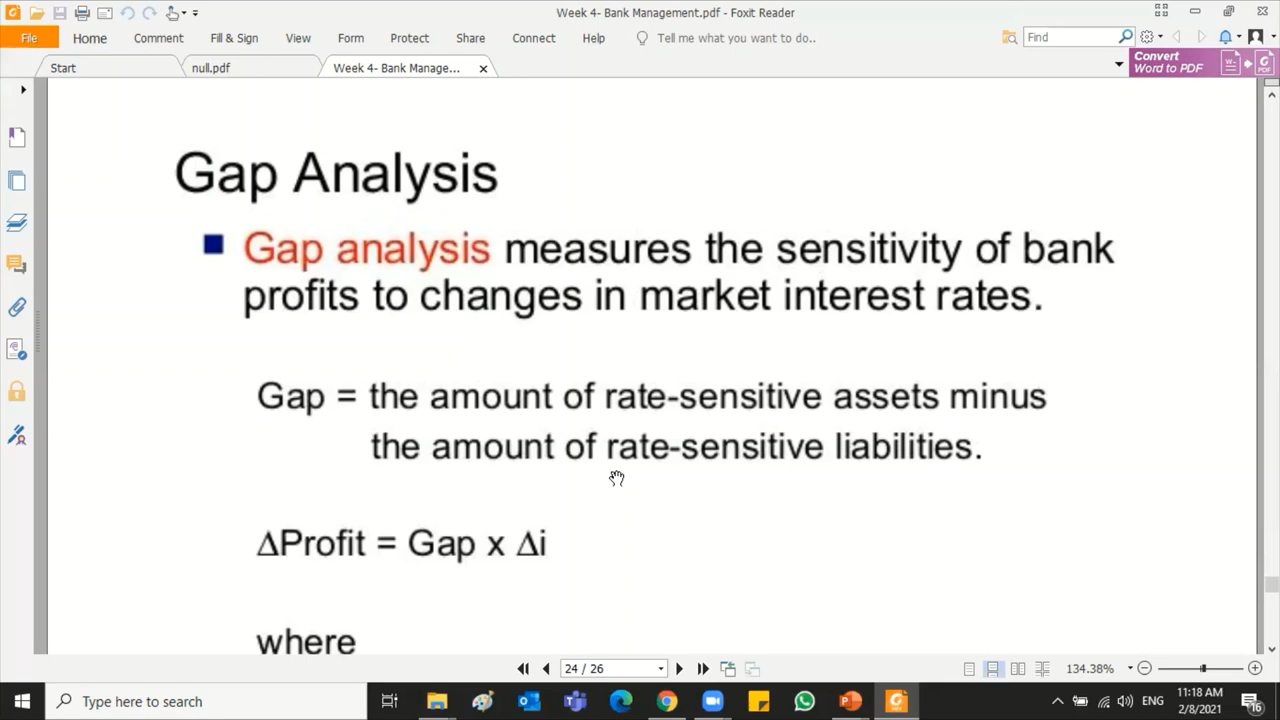 Week 4- Bank Management.pdf - Foxit Reader
File Home Comment Fill & Sign View Form Protect Share Connect Help Tell me what you want to do.. Find
Convert
Word to PDF
Start null.pdf Week 4- Bank Manage...
Gap Analysis
Gap analysis measures the sensitivity of bank
profits to changes in market interest rates.
Gap = the amount of rate-sensitive assets minus
the amount of rate-sensitive liabilities.
ΔProfit = Gap x Δi
where
24 / 26 134.38%
Type here to search ENG 11:18 AM
2/8/2021 16